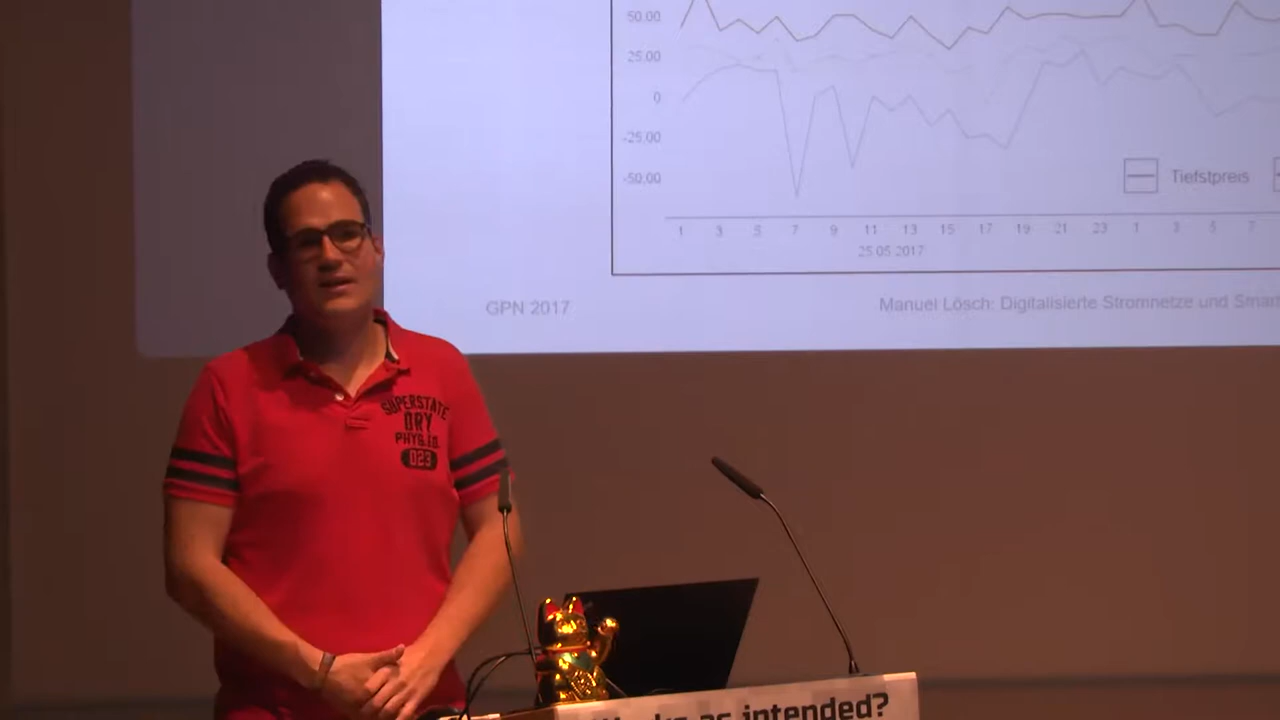 50.00
25.00
0
-25.00
-50.00
Tiefstpreis
1 3 5 7 9 11 13 15 17 19 21 23 1 3 5 7
25.05.2017
GPN 2017
Manuel Lösch: Digitalisierte Stromnetze und Smar
SUPERSTATE
DRY
023
as intended?